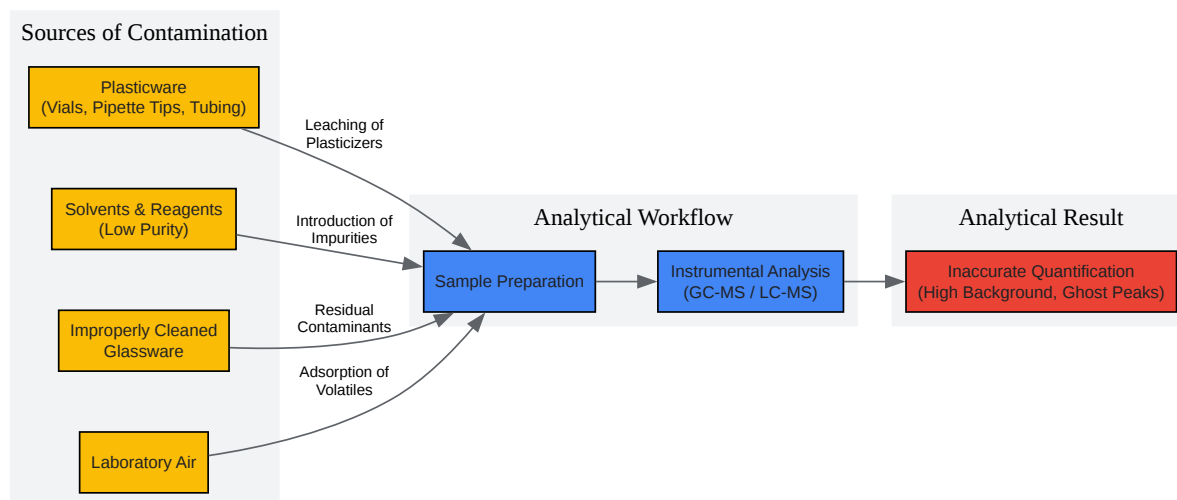 Sources of Contamination
Plasticware
(Vials, Pipette Tips, Tubing)
Leaching of
Plasticizers
Solvents & Reagents
(Low Purity)
Introduction of
Impurities
Improperly Cleaned
Glassware
Residual
Contaminants
Laboratory Air
Adsorption of
Volatiles
Analytical Workflow
Sample Preparation
Instrumental Analysis
(GC-MS / LC-MS)
Analytical Result
Inaccurate Quantification
(High Background, Ghost Peaks)